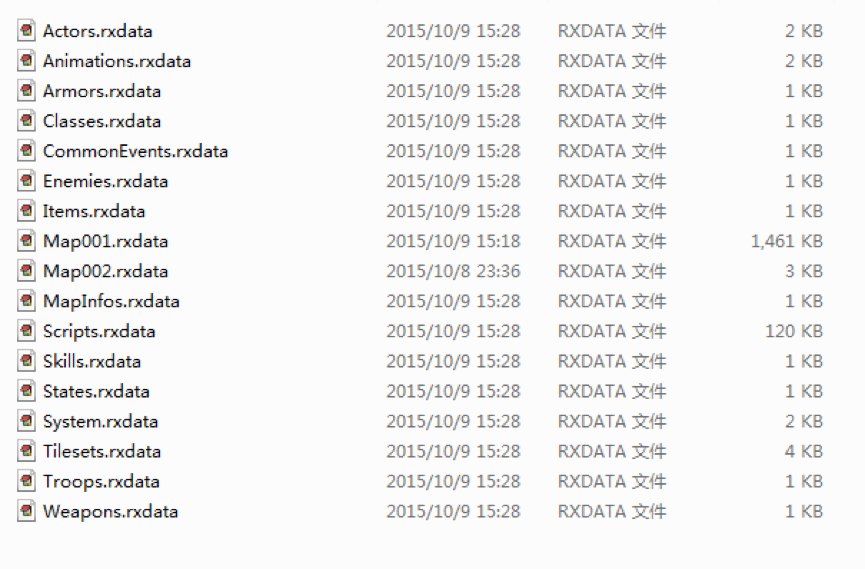 Actors.rxdata 2015/10/9 15:28 RXDATA 文件 2 KB
Animations.rxdata 2015/10/9 15:28 RXDATA 文件 2 KB
Armors.rxdata 2015/10/9 15:28 RXDATA 文件 1 KB
Classes.rxdata 2015/10/9 15:28 RXDATA 文件 1 KB
CommonEvents.rxdata 2015/10/9 15:28 RXDATA 文件 1 KB
Enemies.rxdata 2015/10/9 15:28 RXDATA 文件 1 KB
Items.rxdata 2015/10/9 15:28 RXDATA 文件 1 KB
Map001.rxdata 2015/10/9 15:18 RXDATA 文件 1,461 KB
Map002.rxdata 2015/10/8 23:36 RXDATA 文件 3 KB
MapInfos.rxdata 2015/10/9 15:28 RXDATA 文件 1 KB
Scripts.rxdata 2015/10/9 15:28 RXDATA 文件 120 KB
Skills.rxdata 2015/10/9 15:28 RXDATA 文件 1 KB
States.rxdata 2015/10/9 15:28 RXDATA 文件 1 KB
System.rxdata 2015/10/9 15:28 RXDATA 文件 2 KB
Tilesets.rxdata 2015/10/9 15:28 RXDATA 文件 4 KB
Troops.rxdata 2015/10/9 15:28 RXDATA 文件 1 KB
Weapons.rxdata 2015/10/9 15:28 RXDATA 文件 1 KB